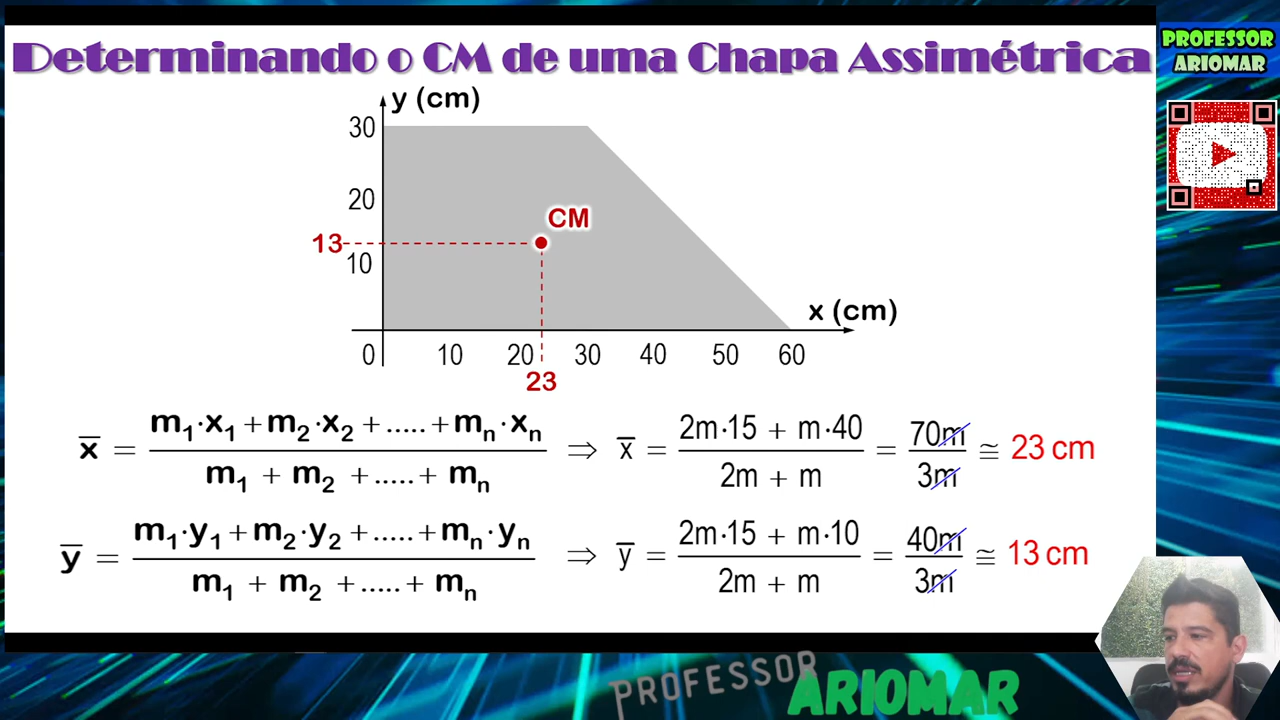 Determinando o CM de uma Chapa Assimétrica
PROFESSOR
ARIOMAR
y (cm)
30
20
CM
13
10
x (cm)
0 10 20 30 40 50 60
23
x̅ = (m₁·x₁ + m₂·x₂ + ..... + mₙ·xₙ) / (m₁ + m₂ + ..... + mₙ) ⇒ x̅ = (2m·15 + m·40) / (2m + m) = 70m / 3m ≅ 23 cm
y̅ = (m₁·y₁ + m₂·y₂ + ..... + mₙ·yₙ) / (m₁ + m₂ + ..... + mₙ) ⇒ y̅ = (2m·15 + m·10) / (2m + m) = 40m / 3m ≅ 13 cm
PROFESSOR ARIOMAR